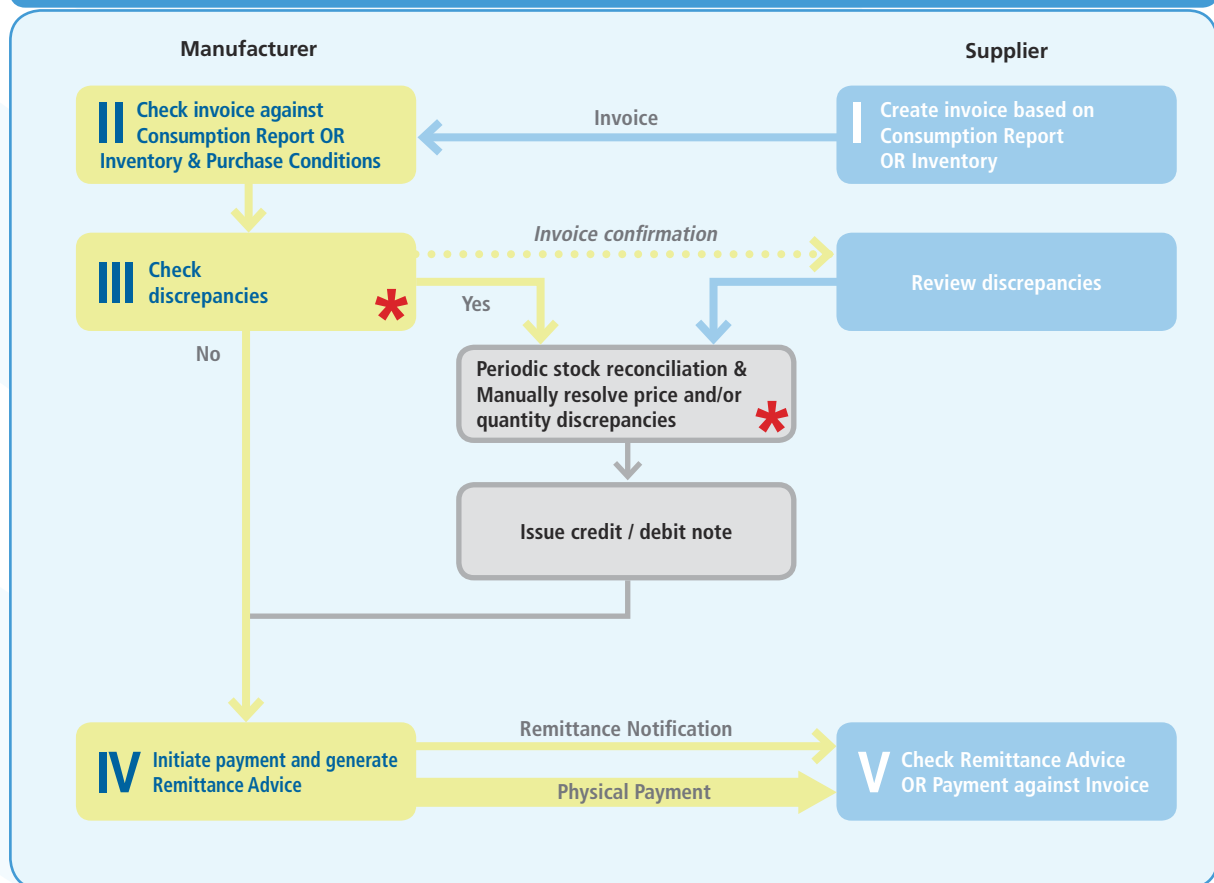 Manufacturer
Supplier
II Check invoice against
Consumption Report OR
Inventory & Purchase Conditions
Invoice
I Create invoice based on
Consumption Report
OR Inventory
III Check
discrepancies
*
Invoice confirmation
Yes
Review discrepancies
No
Periodic stock reconciliation &
Manually resolve price and/or
quantity discrepancies
*
Issue credit / debit note
IV Initiate payment and generate
Remittance Advice
Remittance Notification
Physical Payment
V Check Remittance Advice
OR Payment against Invoice